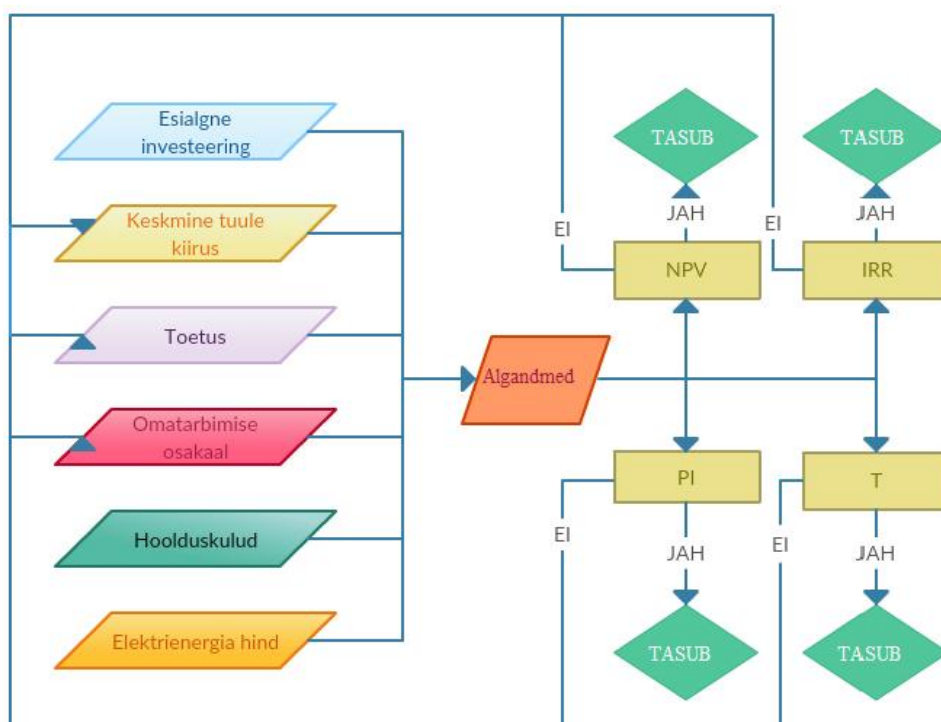 Esialgne
investeering
Keskmine tuule
kiirus
Toetus
Omatarbimise
osakaal
Hoolduskulud
Elektrienergia hind
Algandmed
TASUB
TASUB
JAH
JAH
EI
EI
NPV
IRR
PI
T
EI
EI
JAH
JAH
TASUB
TASUB